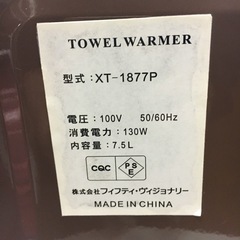 TOWELWARMER
型式：XT-1877P
電圧：100V 50/60Hz
消費電力：130W
内容量：7.5L
CQC PSE
株式会社フィフティ・ヴィジョナリー
MADE IN CHINA